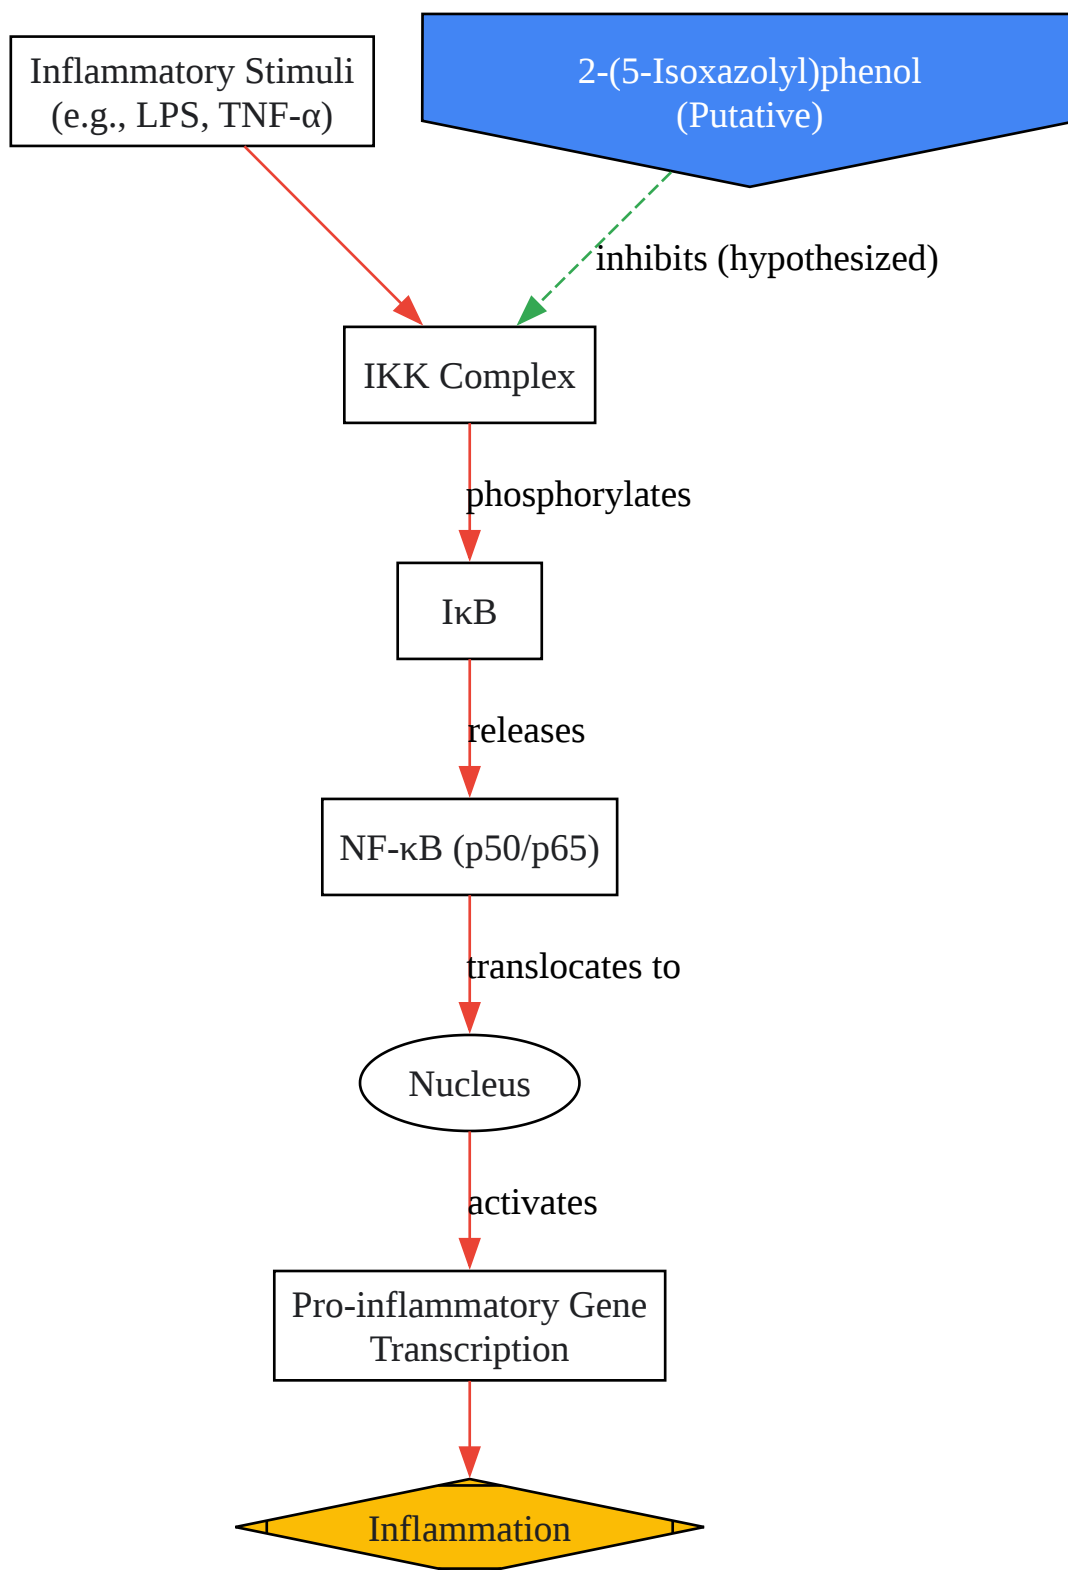 Inflammatory Stimuli
(e.g., LPS, TNF-α)
2-(5-Isoxazolyl)phenol
(Putative)
inhibits (hypothesized)
IKK Complex
phosphorylates
IκB
releases
NF-κB (p50/p65)
translocates to
Nucleus
activates
Pro-inflammatory Gene
Transcription
Inflammation